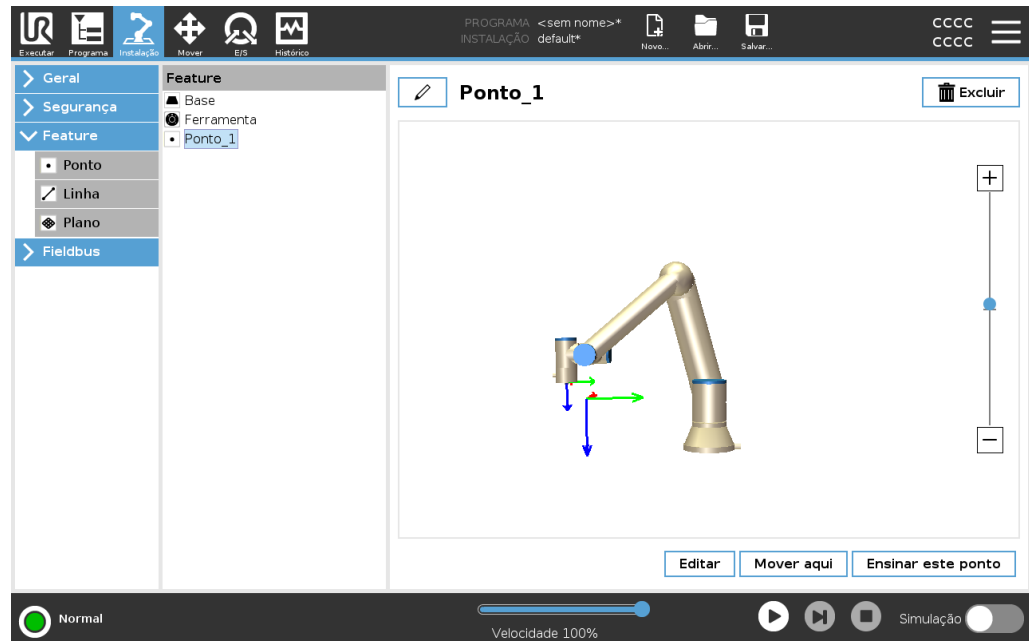 PROGRAMA <sem nome>*
INSTALAÇÃO default*
CCCC
CCCC
Executar Programa Instalação Mover E/S Histórico Novo... Abrir... Salvar...
Geral
Segurança
Feature
Ponto
Linha
Plano
Fieldbus
Feature
Base
Ferramenta
Ponto_1
Ponto_1
Excluir
Editar Mover aqui Ensinar este ponto
Normal
Velocidade 100%
Simulação